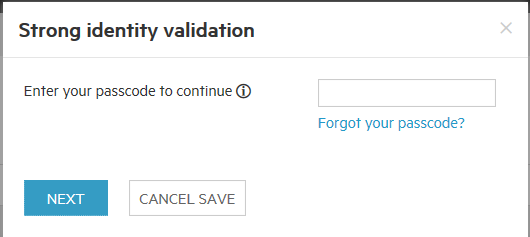 Strong identity validation
Enter your passcode to continue
Forgot your passcode?
NEXT
CANCEL SAVE